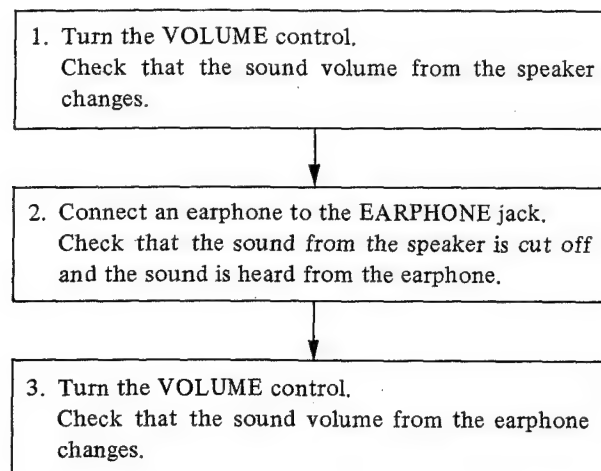 1. Turn the VOLUME control.
Check that the sound volume from the speaker
changes.
2. Connect an earphone to the EARPHONE jack.
Check that the sound from the speaker is cut off
and the sound is heard from the earphone.
3. Turn the VOLUME control.
Check that the sound volume from the earphone
changes.